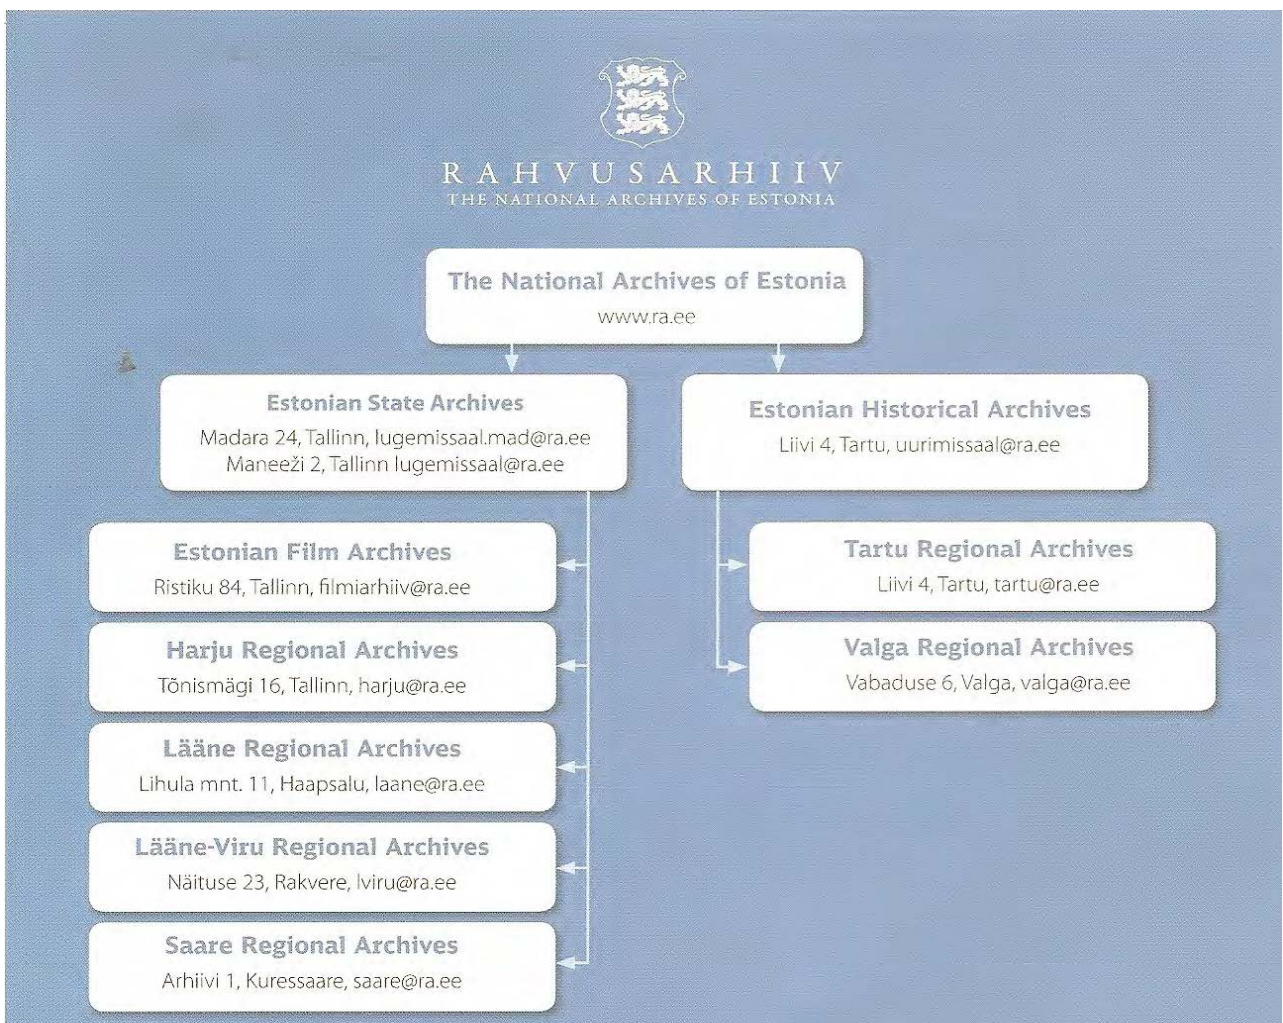 RAHVUSARHIIV
THE NATIONAL ARCHIVES OF ESTONIA
The National Archives of Estonia
www.ra.ee
Estonian State Archives
Madara 24, Tallinn, lugemissaal.mad@ra.ee
Maneeži 2, Tallinn lugemissaal@ra.ee
Estonian Film Archives
Ristiku 84, Tallinn, filmiarhiiv@ra.ee
Harju Regional Archives
Tõnismägi 16, Tallinn, harju@ra.ee
Lääne Regional Archives
Lihula mnt. 11, Haapsalu, laane@ra.ee
Lääne-Viru Regional Archives
Näituse 23, Rakvere, lviru@ra.ee
Saare Regional Archives
Arhiivi 1, Kuressaare, saare@ra.ee
Estonian Historical Archives
Liivi 4, Tartu, uurimissaal@ra.ee
Tartu Regional Archives
Liivi 4, Tartu, tartu@ra.ee
Valga Regional Archives
Vabaduse 6, Valga, valga@ra.ee